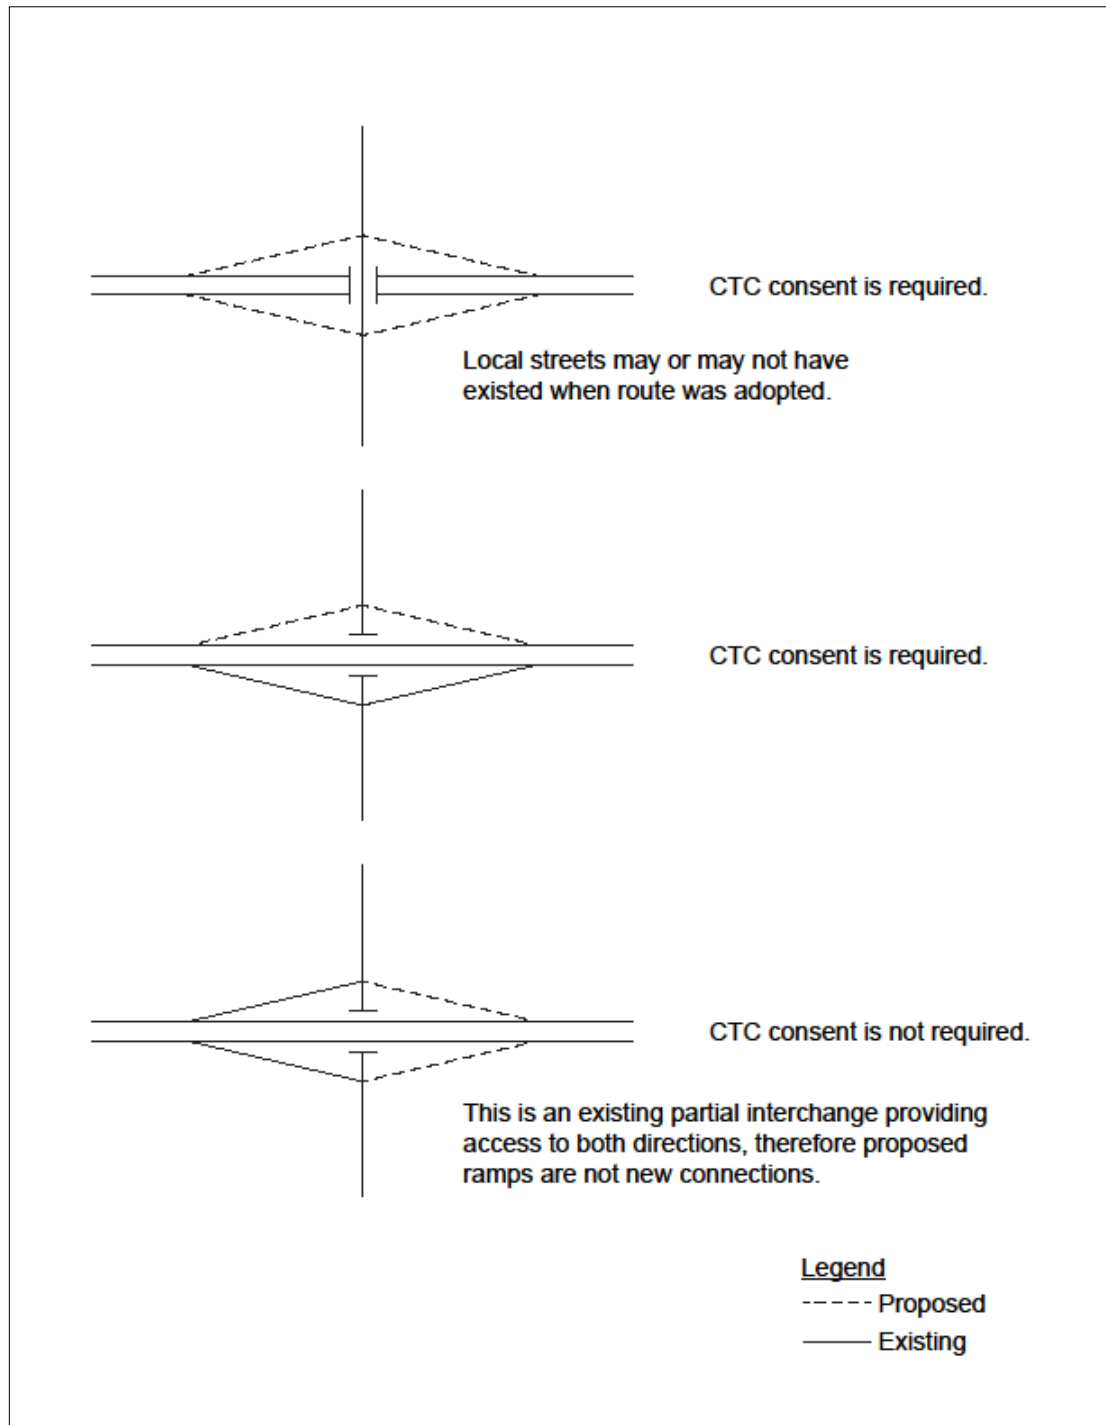 CTC consent is required.
Local streets may or may not have
existed when route was adopted.
CTC consent is required.
CTC consent is not required.
This is an existing partial interchange providing
access to both directions, therefore proposed
ramps are not new connections.
Legend
Proposed
Existing